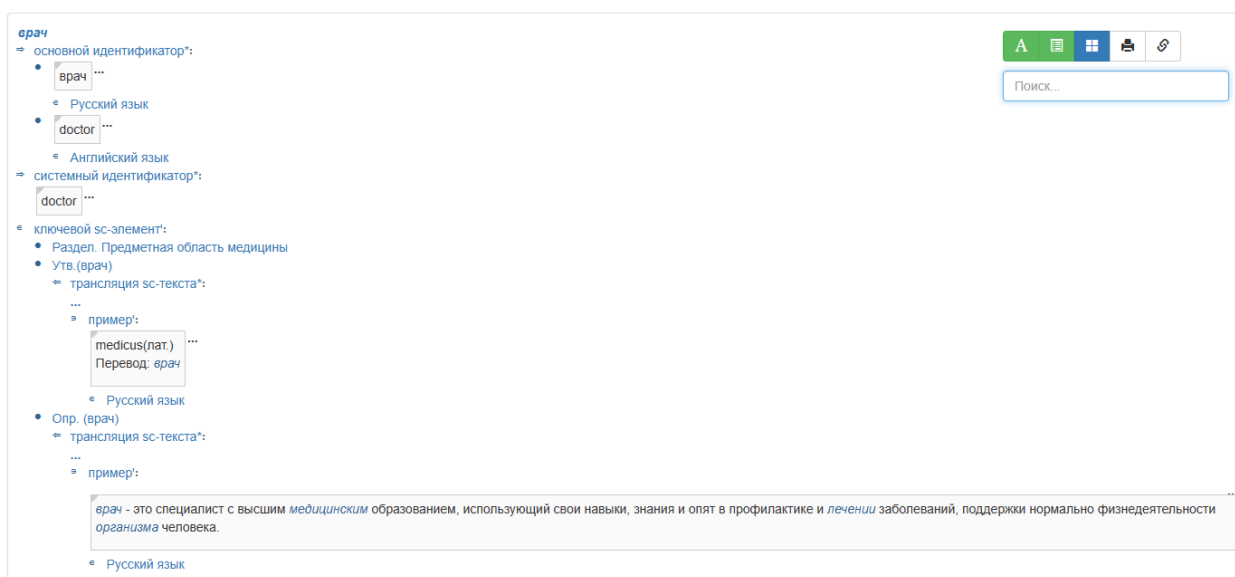 врач
⇒ основной идентификатор*:
• врач ...
∈ Русский язык
• doctor ...
∈ Английский язык
⇒ системный идентификатор*:
doctor ...
∈ ключевой sc-элемент':
• Раздел. Предметная область медицины
• Утв.(врач)
⇐ трансляция sc-текста*:
...
∋ пример':
medicus(лат.) ...
Перевод: врач
∈ Русский язык
• Опр. (врач)
⇐ трансляция sc-текста*:
...
∋ пример':
...
врач - это специалист с высшим медицинским образованием, использующий свои навыки, знания и опят в профилактике и лечении заболеваний, поддержки нормально физнедеятельности
организма человека.
∈ Русский язык
A
Поиск...